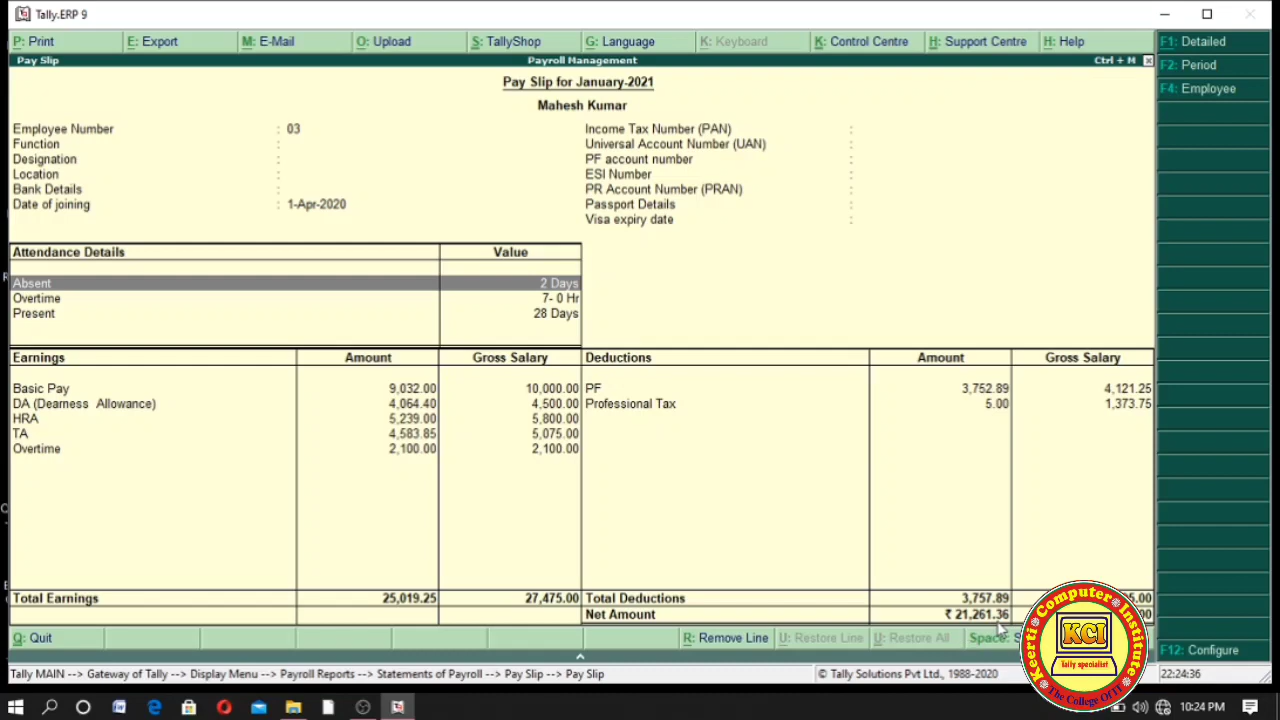 Tally.ERP 9
P: Print E: Export M: E-Mail O: Upload S: TallyShop G: Language K: Keyboard K: Control Centre H: Support Centre H: Help F1: Detailed
Pay Slip Payroll Management Ctrl + M
F2: Period
F4: Employee
Pay Slip for January-2021
Mahesh Kumar
Employee Number : 03 Income Tax Number (PAN) :
Function : Universal Account Number (UAN) :
Designation : PF account number :
Location : ESI Number :
Bank Details : PR Account Number (PRAN) :
Date of joining : 1-Apr-2020 Passport Details :
Visa expiry date :
Attendance Details Value
Absent 2 Days
Overtime 7- 0 Hr
Present 28 Days
Earnings Amount Gross Salary Deductions Amount Gross Salary
Basic Pay 9,032.00 10,000.00 PF 3,752.89 4,121.25
DA (Dearness Allowance) 4,064.40 4,500.00 Professional Tax 5.00 1,373.75
HRA 5,239.00 5,800.00
TA 4,583.85 5,075.00
Overtime 2,100.00 2,100.00
Total Earnings 25,019.25 27,475.00 Total Deductions 3,757.89
Net Amount ₹ 21,261.36
Q: Quit R: Remove Line U: Restore Line U: Restore All Space:
F12: Configure
Keerti Computer Institute
KCI
Tally specialist
The College Of IT
Tally MAIN --> Gateway of Tally --> Display Menu --> Payroll Reports --> Statements of Payroll --> Pay Slip --> Pay Slip © Tally Solutions Pvt Ltd., 1988-2020 22:24:36
10:24 PM